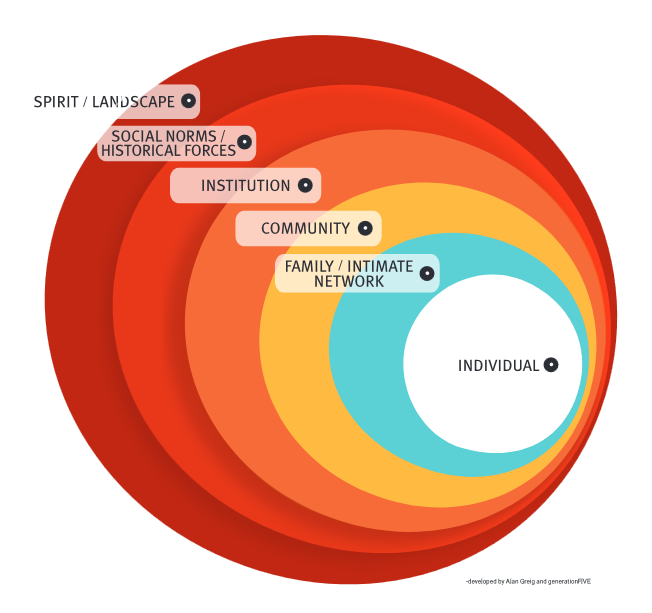 SPIRIT / LANDSCAPE
SOCIAL NORMS /
HISTORICAL FORCES
INSTITUTION
COMMUNITY
FAMILY / INTIMATE
NETWORK
INDIVIDUAL
-developed by Alan Greig and generationFIVE